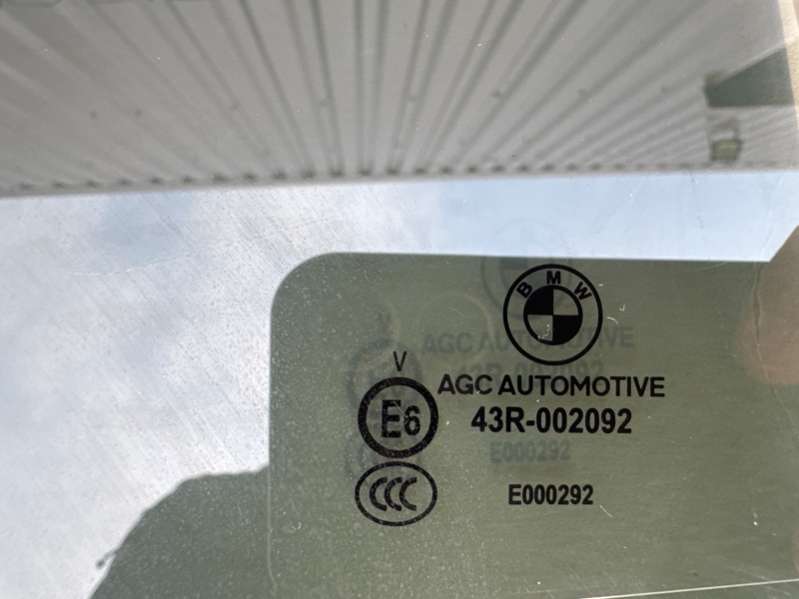 BMW
AGC AUTOMOTIVE
V
E6
43R-002092
CCC
E000292